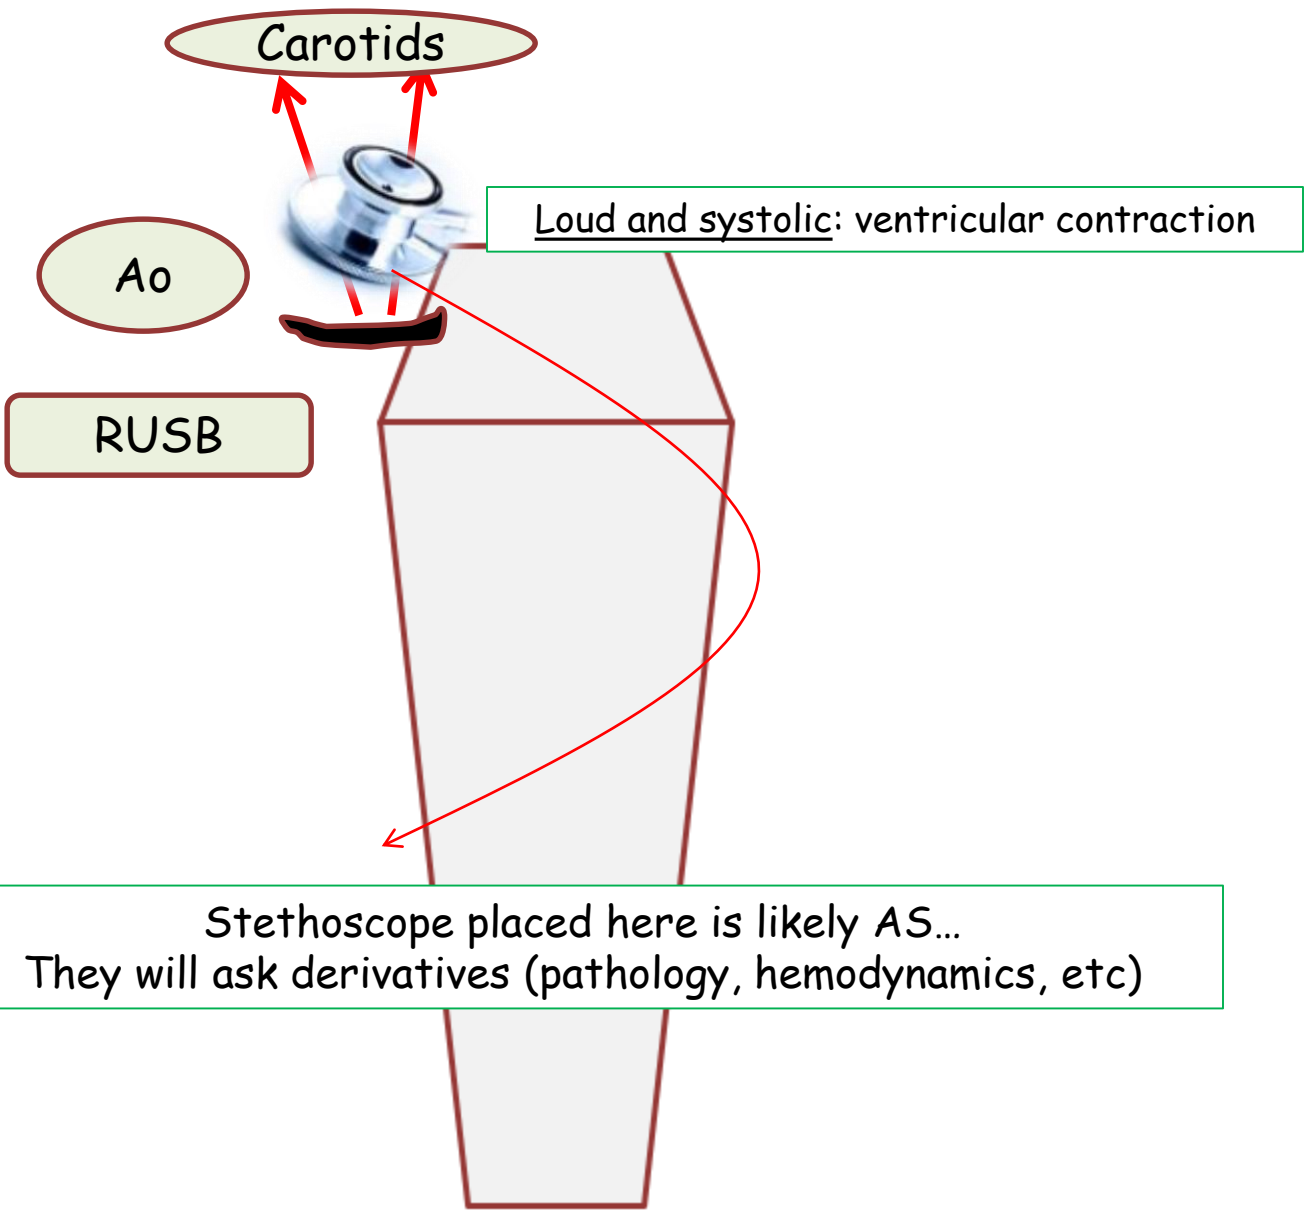 Carotids
Loud and systolic: ventricular contraction
Ao
RUSB
Stethoscope placed here is likely AS…
They will ask derivatives (pathology, hemodynamics, etc)